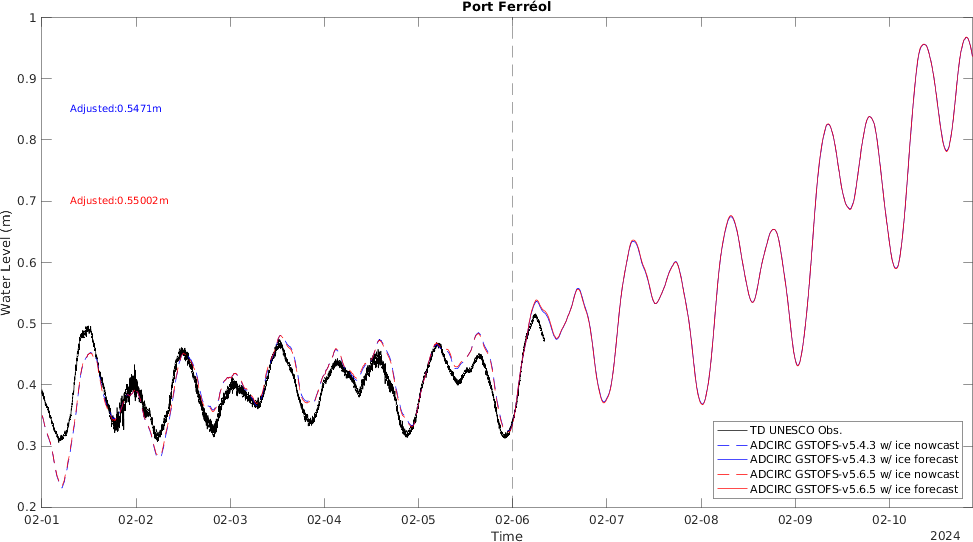 Port Ferréol
Water Level (m)
1
0.9
0.8
0.7
0.6
0.5
0.4
0.3
0.2
Adjusted:0.5471m
Adjusted:0.55002m
TD UNESCO Obs.
ADCIRC GSTOFS-v5.4.3 w/ ice nowcast
ADCIRC GSTOFS-v5.4.3 w/ ice forecast
ADCIRC GSTOFS-v5.6.5 w/ ice nowcast
ADCIRC GSTOFS-v5.6.5 w/ ice forecast
02-01 02-02 02-03 02-04 02-05 02-06 02-07 02-08 02-09 02-10
Time
2024